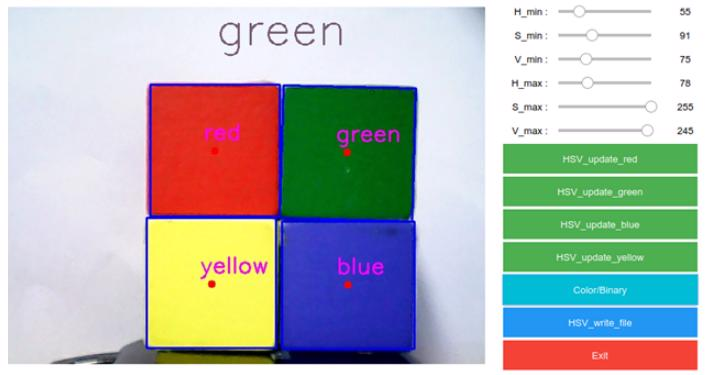 green
red
green
yellow
blue
H_min : 55
S_min : 91
V_min : 75
H_max : 78
S_max : 255
V_max : 245
HSV_update_red
HSV_update_green
HSV_update_blue
HSV_update_yellow
Color/Binary
HSV_write_file
Exit